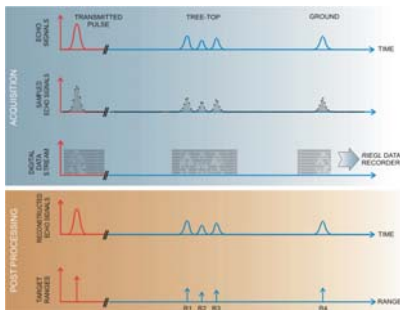 TRANSMITTED PULSE
TREE-TOP
GROUND
ACQUISITION
ECHO SIGNALS
TIME
SAMPLED ECHO SIGNALS
DIGITAL DATA STREAM
RIEGL DATA RECORDER
POST PROCESSING
RECONSTRUCTED ECHO SIGNALS
TIME
TARGET RANGES
R1 R2 R3 R4
RANGE